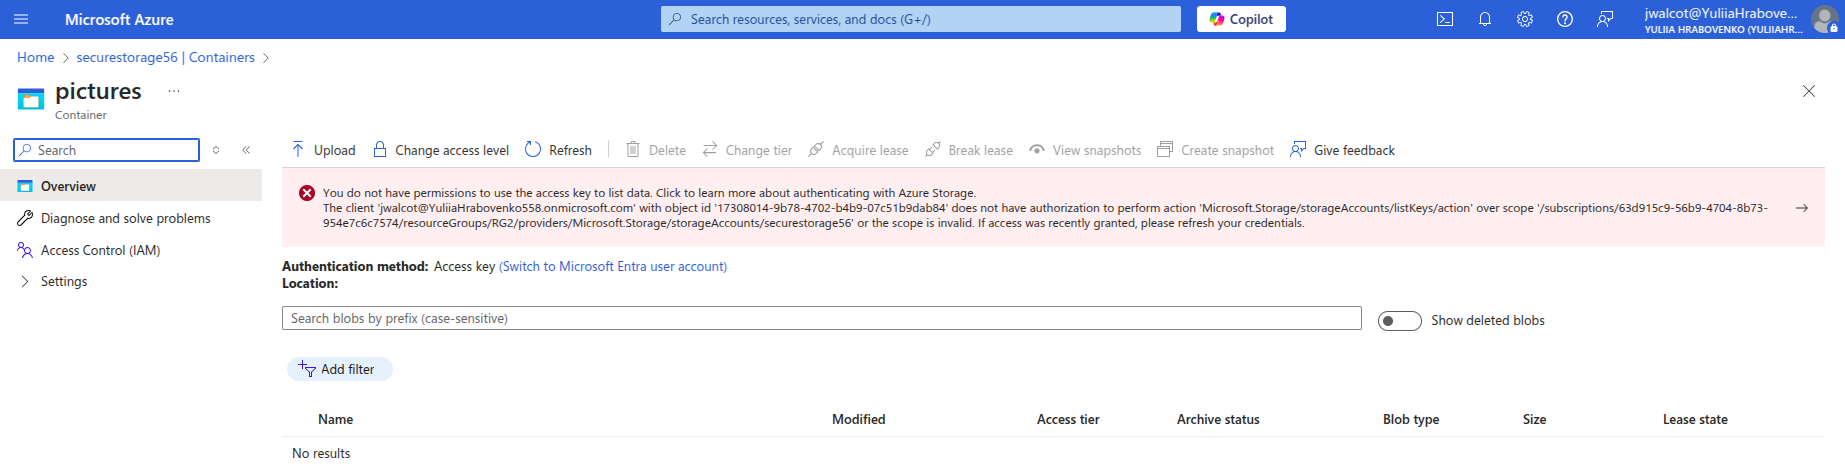 Microsoft Azure
Search resources, services, and docs (G+/)
Copilot
jwalcot@YuliiaHrabove...
YULIIA HRABOVENKO (YULIIAHR...
Home > securestorage56 | Containers >
pictures ...
Container
Search
Overview
Diagnose and solve problems
Access Control (IAM)
Settings
Upload Change access level Refresh Delete Change tier Acquire lease Break lease View snapshots Create snapshot Give feedback
You do not have permissions to use the access key to list data. Click to learn more about authenticating with Azure Storage.
The client 'jwalcot@YuliiaHrabovenko558.onmicrosoft.com' with object id '17308014-9b78-4702-b4b9-07c51b9dab84' does not have authorization to perform action 'Microsoft.Storage/storageAccounts/listKeys/action' over scope '/subscriptions/63d915c9-56b9-4704-8b73-
954e7c6c7574/resourceGroups/RG2/providers/Microsoft.Storage/storageAccounts/securestorage56' or the scope is invalid. If access was recently granted, please refresh your credentials.
Authentication method: Access key (Switch to Microsoft Entra user account)
Location:
Search blobs by prefix (case-sensitive)
Show deleted blobs
Add filter
Name Modified Access tier Archive status Blob type Size Lease state
No results